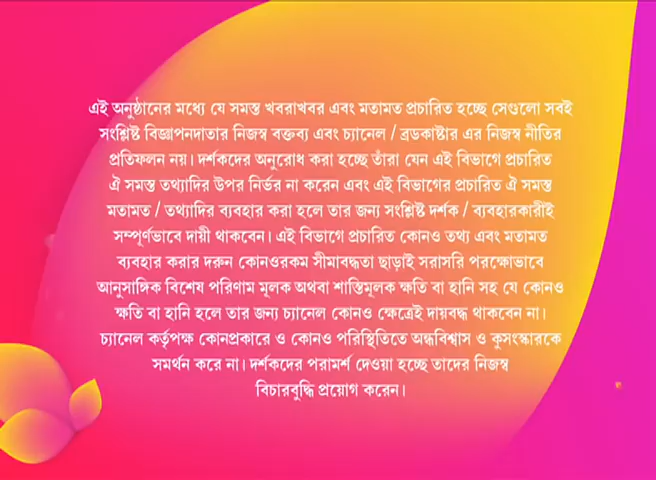 এই অনুষ্ঠানের মধ্যে যে সমস্ত খবরাখবর এবং মতামত প্রচারিত হচ্ছে সেগুলো সবই
সংশ্লিষ্ট বিজ্ঞাপনদাতার নিজস্ব বক্তব্য এবং চ্যানেল / ব্রডকাষ্টার এর নিজস্ব নীতির
প্রতিফলন নয়। দর্শকদের অনুরোধ করা হচ্ছে তাঁরা যেন এই বিভাগে প্রচারিত
ঐ সমস্ত তথ্যাদির উপর নির্ভর না করেন এবং এই বিভাগের প্রচারিত ঐ সমস্ত
মতামত / তথ্যাদির ব্যবহার করা হলে তার জন্য সংশ্লিষ্ট দর্শক / ব্যবহারকারীই
সম্পূর্ণভাবে দায়ী থাকবেন। এই বিভাগে প্রচারিত কোনও তথ্য এবং মতামত
ব্যবহার করার দরুন কোনওরকম সীমাবদ্ধতা ছাড়াই সরাসরি পরক্ষোভাবে
আনুসাঙ্গিক বিশেষ পরিণাম মূলক অথবা শাস্তিমূলক ক্ষতি বা হানি সহ যে কোনও
ক্ষতি বা হানি হলে তার জন্য চ্যানেল কোনও ক্ষেত্রেই দায়বদ্ধ থাকবেন না।
চ্যানেল কর্তৃপক্ষ কোনপ্রকারে ও কোনও পরিস্থিতিতে অন্ধবিশ্বাস ও কুসংস্কারকে
সমর্থন করে না। দর্শকদের পরামর্শ দেওয়া হচ্ছে তাদের নিজস্ব
বিচারবুদ্ধি প্রয়োগ করেন।